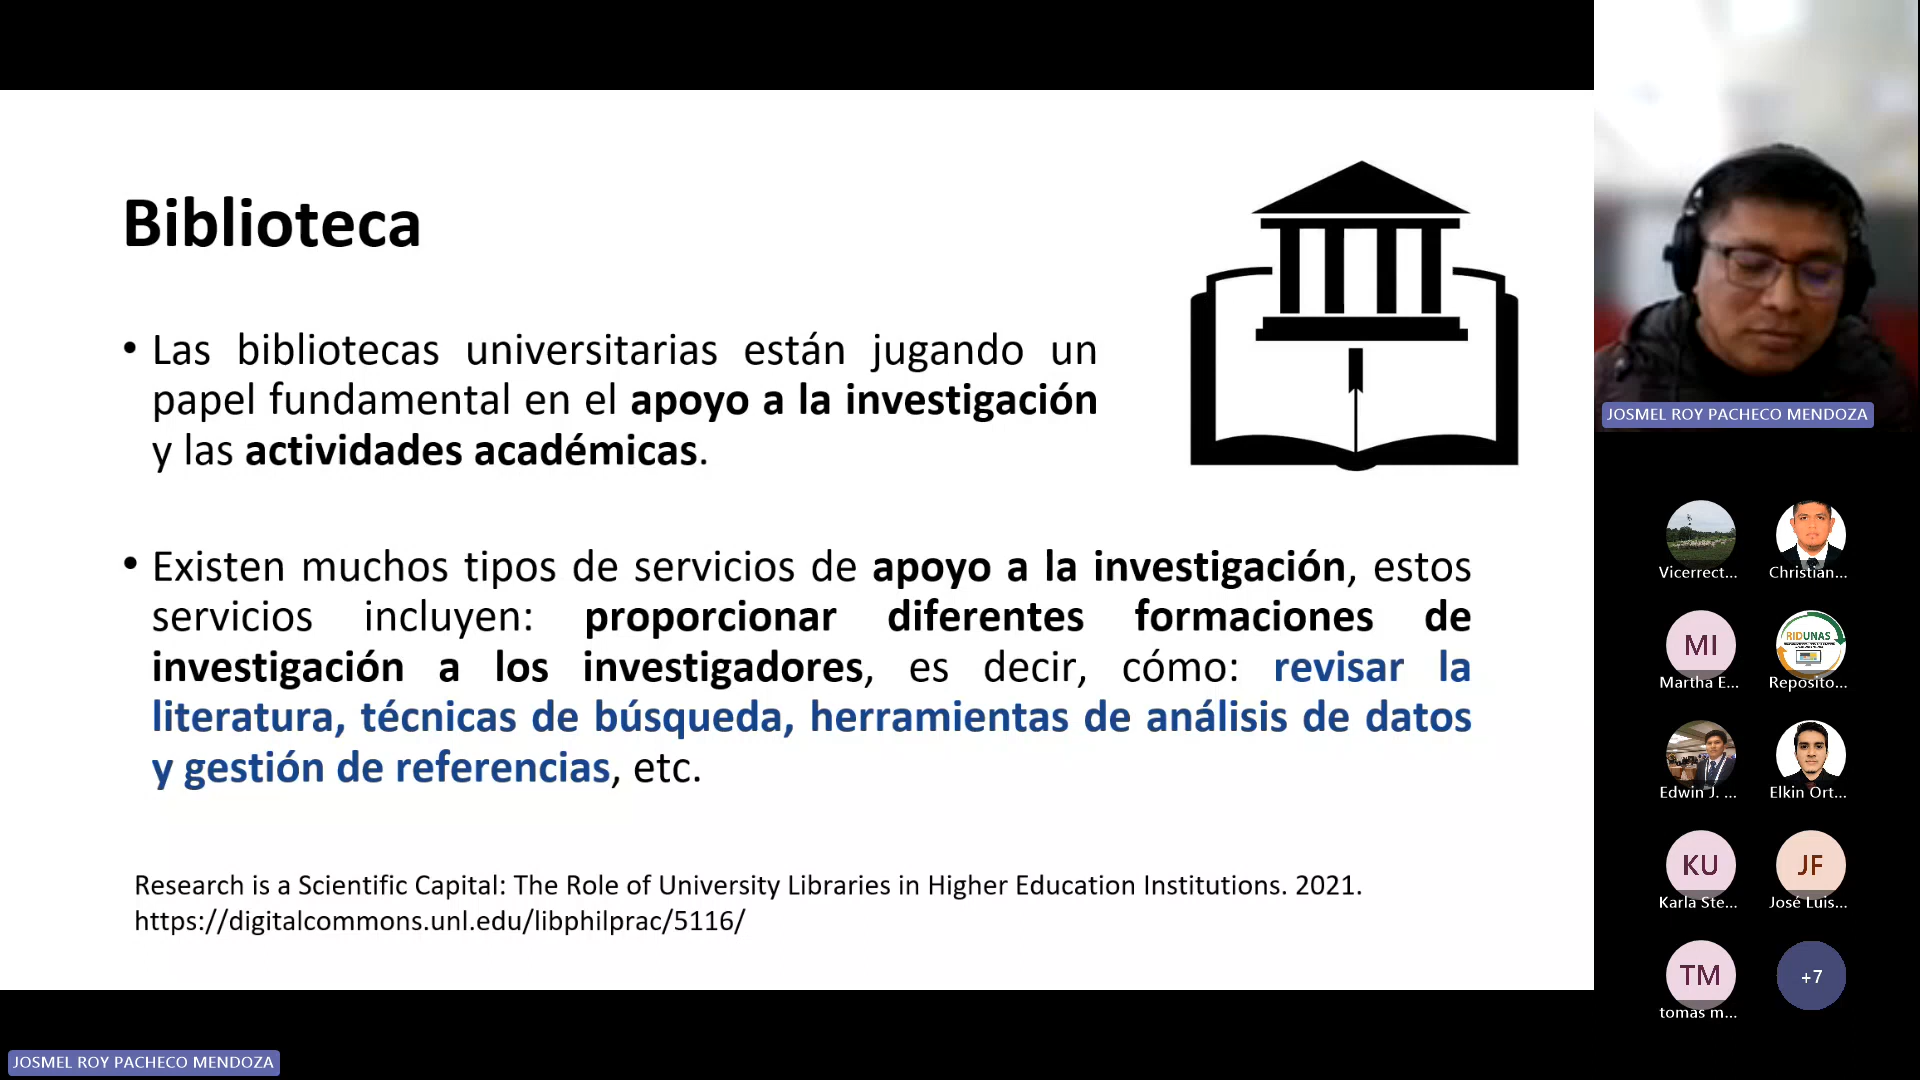 Biblioteca
• Las bibliotecas universitarias están jugando un
papel fundamental en el apoyo a la investigación
y las actividades académicas.
• Existen muchos tipos de servicios de apoyo a la investigación, estos
servicios incluyen: proporcionar diferentes formaciones de
investigación a los investigadores, es decir, cómo: revisar la
literatura, técnicas de búsqueda, herramientas de análisis de datos
y gestión de referencias, etc.
Research is a Scientific Capital: The Role of University Libraries in Higher Education Institutions. 2021.
https://digitalcommons.unl.edu/libphilprac/5116/
JOSMEL ROY PACHECO MENDOZA
Vicerrect...
Christian...
MI
Martha E...
RIDUNAS
Reposito...
Edwin J. ...
Elkin Ort...
KU
Karla Ste...
JF
José Luis...
TM
tomas m...
+7
JOSMEL ROY PACHECO MENDOZA